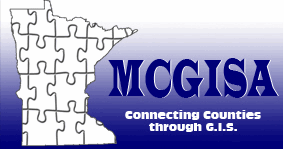 MCGISA
Connecting Counties
through G.I.S.